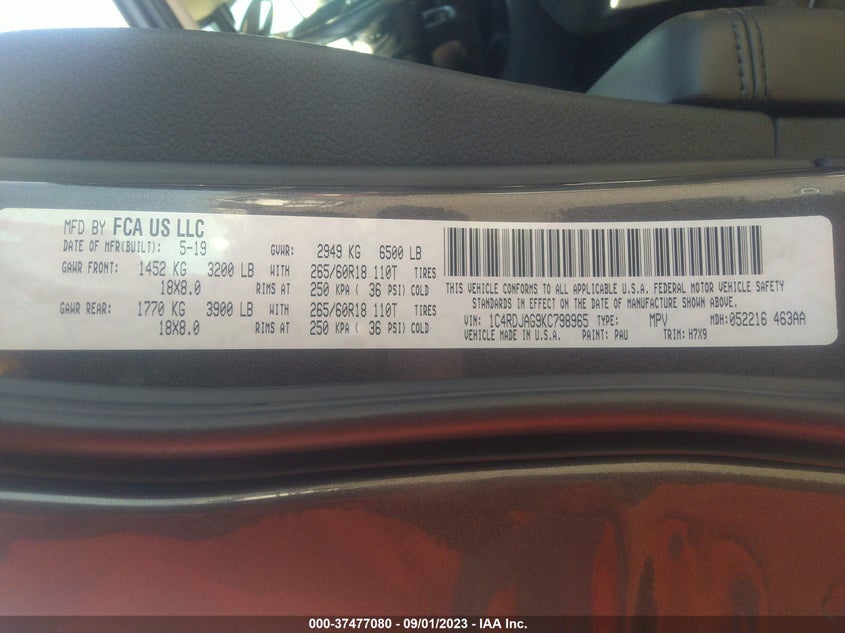 MFD BY FCA US LLC
DATE OF MFR(BUILT): 5-19 GVWR: 2949 KG 6500 LB
GAWR FRONT: 1452 KG 3200 LB WITH 265/60R18 110T TIRES
18X8.0 RIMS AT 250 KPA ( 36 PSI) COLD
GAWR REAR: 1770 KG 3900 LB WITH 265/60R18 110T TIRES
18X8.0 RIMS AT 250 KPA ( 36 PSI) COLD
THIS VEHICLE CONFORMS TO ALL APPLICABLE U.S.A. FEDERAL MOTOR VEHICLE SAFETY
STANDARDS IN EFFECT ON THE DATE OF MANUFACTURE SHOWN ABOVE.
VIN: 1C4RDJAG9KC798965 TYPE: MPV MDH: 052216 463AA
VEHICLE MADE IN U.S.A. PAINT: PAU TRIM: H7X9
000-37477080 - 09/01/2023 - IAA Inc.